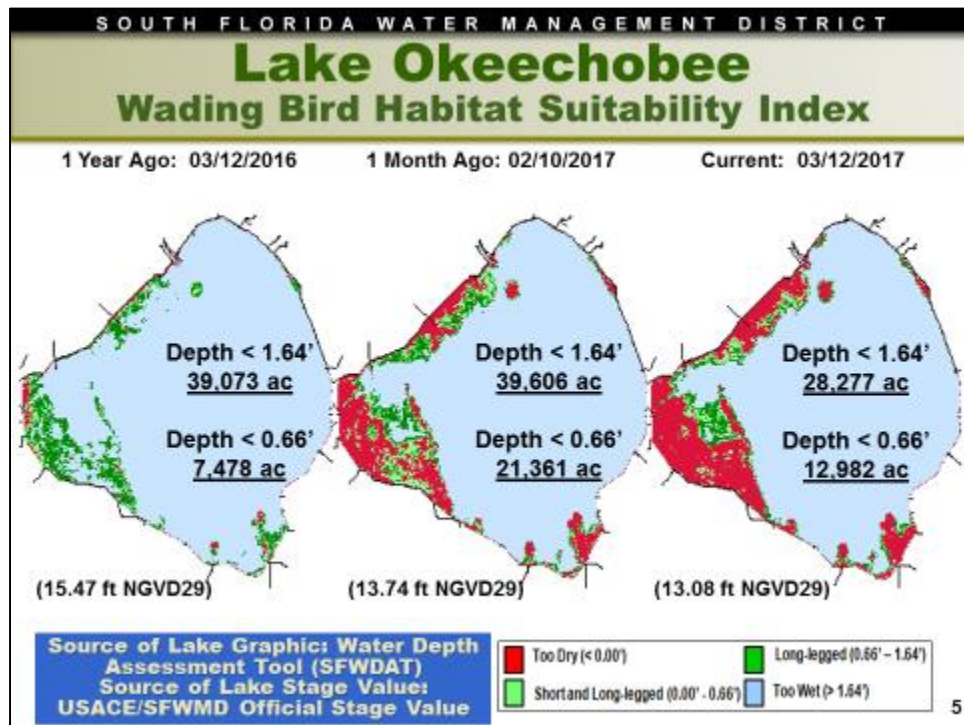 SOUTH FLORIDA WATER MANAGEMENT DISTRICT
Lake Okeechobee
Wading Bird Habitat Suitability Index
1 Year Ago: 03/12/2016
1 Month Ago: 02/10/2017
Current: 03/12/2017
Depth < 1.64’
39,073 ac
Depth < 0.66’
7,478 ac
(15.47 ft NGVD29)
Depth < 1.64’
39,606 ac
Depth < 0.66’
21,361 ac
(13.74 ft NGVD29)
Depth < 1.64’
28,277 ac
Depth < 0.66’
12,982 ac
(13.08 ft NGVD29)
Source of Lake Graphic: Water Depth
Assessment Tool (SFWDAT)
Source of Lake Stage Value:
USACE/SFWMD Official Stage Value
Too Dry (< 0.00')
Long-legged (0.66' – 1.64')
Short and Long-legged (0.00' - 0.66')
Too Wet (> 1.64')
5